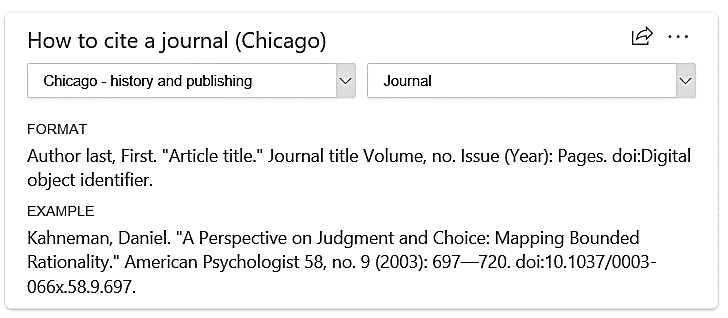 How to cite a journal (Chicago)
Chicago - history and publishing
Journal
FORMAT
Author last, First. "Article title." Journal title Volume, no. Issue (Year): Pages. doi:Digital
object identifier.
EXAMPLE
Kahneman, Daniel. "A Perspective on Judgment and Choice: Mapping Bounded
Rationality." American Psychologist 58, no. 9 (2003): 697—720. doi:10.1037/0003-
066x.58.9.697.